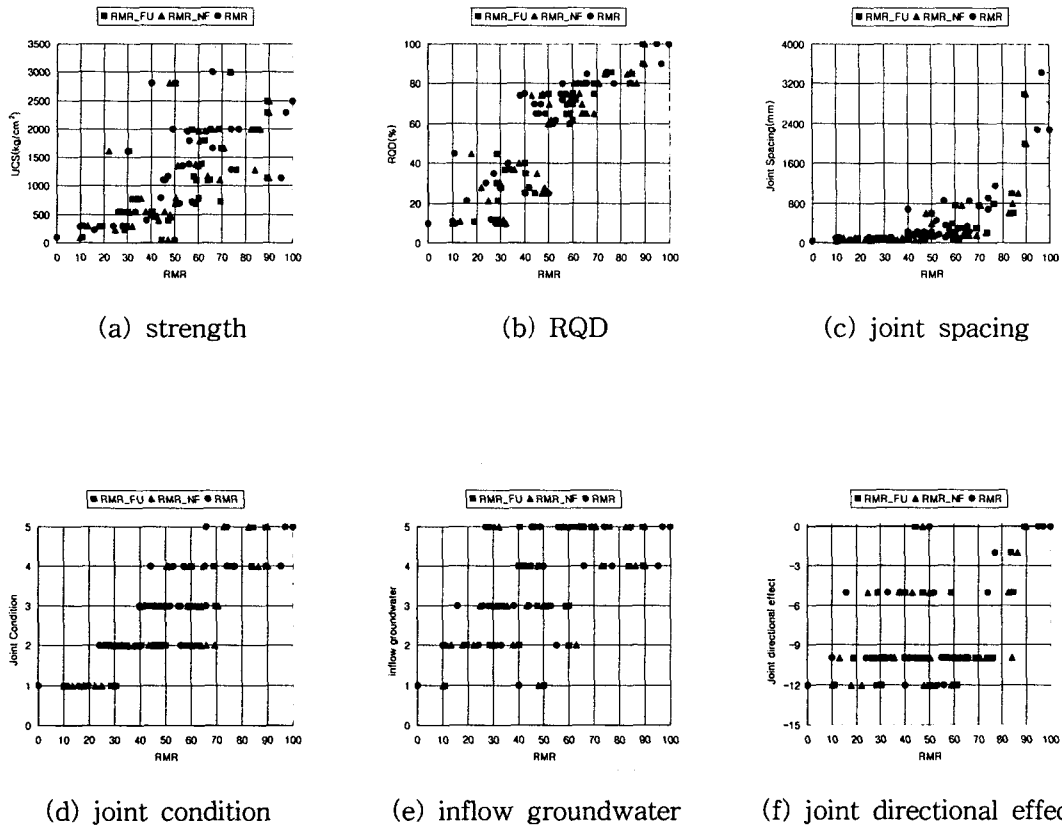 RMR_FU RMR_NF RMR
3500
3000
2500
2000
1500
1000
500
0
UCS(kg/cm²)
0 10 20 30 40 50 60 70 80 90 100
RMR
(a) strength
RMR_FU RMR_NF RMR
100
80
60
40
20
0
RQD(%)
0 10 20 30 40 50 60 70 80 90 100
RMR
(b) RQD
RMR_FU RMR_NF RMR
4000
3200
2400
1600
800
0
Joint Spacing(mm)
0 10 20 30 40 50 60 70 80 90 100
RMR
(c) joint spacing
RMR_FU RMR_NF RMR
5
4
3
2
1
0
Joint Condition
0 10 20 30 40 50 60 70 80 90 100
RMR
(d) joint condition
RMR_FU RMR_NF RMR
5
4
3
2
1
0
inflow groundwater
0 10 20 30 40 50 60 70 80 90 100
RMR
(e) inflow groundwater
RMR_FU RMR_NF RMR
0
-3
-6
-9
-12
-15
Joint directional effect
0 10 20 30 40 50 60 70 80 90 100
RMR
(f) joint directional effec